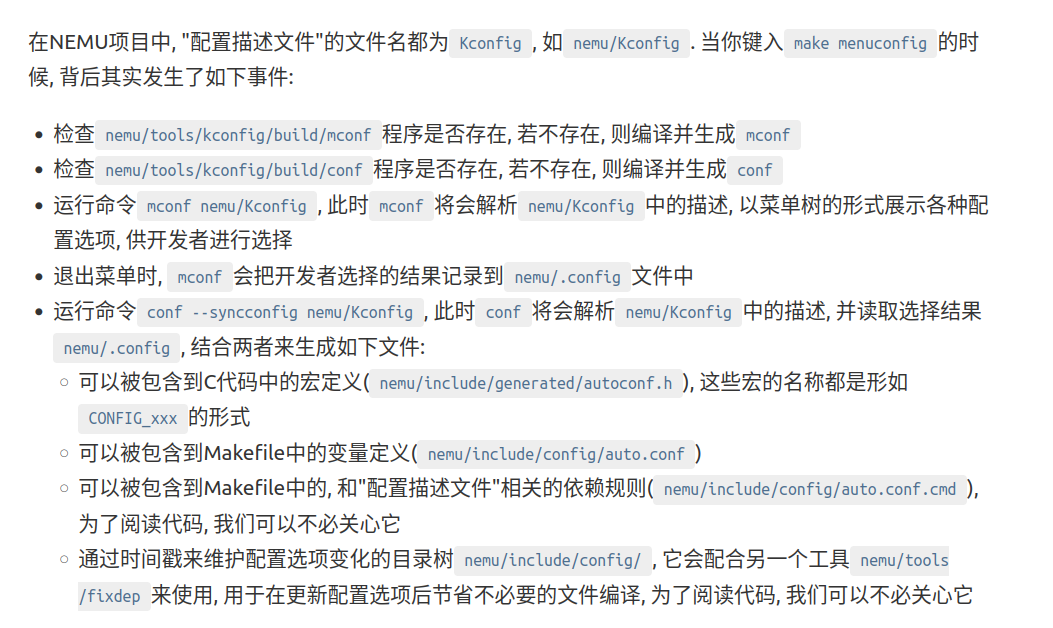 在NEMU项目中, "配置描述文件"的文件名都为 Kconfig , 如 nemu/Kconfig . 当你键入 make menuconfig 的时
候, 背后其实发生了如下事件:
• 检查 nemu/tools/kconfig/build/mconf 程序是否存在, 若不存在, 则编译并生成 mconf
• 检查 nemu/tools/kconfig/build/conf 程序是否存在, 若不存在, 则编译并生成 conf
• 运行命令 mconf nemu/Kconfig , 此时 mconf 将会解析 nemu/Kconfig 中的描述, 以菜单树的形式展示各种配
置选项, 供开发者进行选择
• 退出菜单时, mconf 会把开发者选择的结果记录到 nemu/.config 文件中
• 运行命令 conf --syncconfig nemu/Kconfig , 此时 conf 将会解析 nemu/Kconfig 中的描述, 并读取选择结果
nemu/.config , 结合两者来生成如下文件:
○ 可以被包含到C代码中的宏定义( nemu/include/generated/autoconf.h ), 这些宏的名称都是形如
CONFIG_xxx 的形式
○ 可以被包含到Makefile中的变量定义( nemu/include/config/auto.conf )
○ 可以被包含到Makefile中的, 和"配置描述文件"相关的依赖规则( nemu/include/config/auto.conf.cmd ),
为了阅读代码, 我们可以不必关心它
○ 通过时间戳来维护配置选项变化的目录树 nemu/include/config/ , 它会配合另一个工具 nemu/tools
/fixdep 来使用, 用于在更新配置选项后节省不必要的文件编译, 为了阅读代码, 我们可以不必关心它